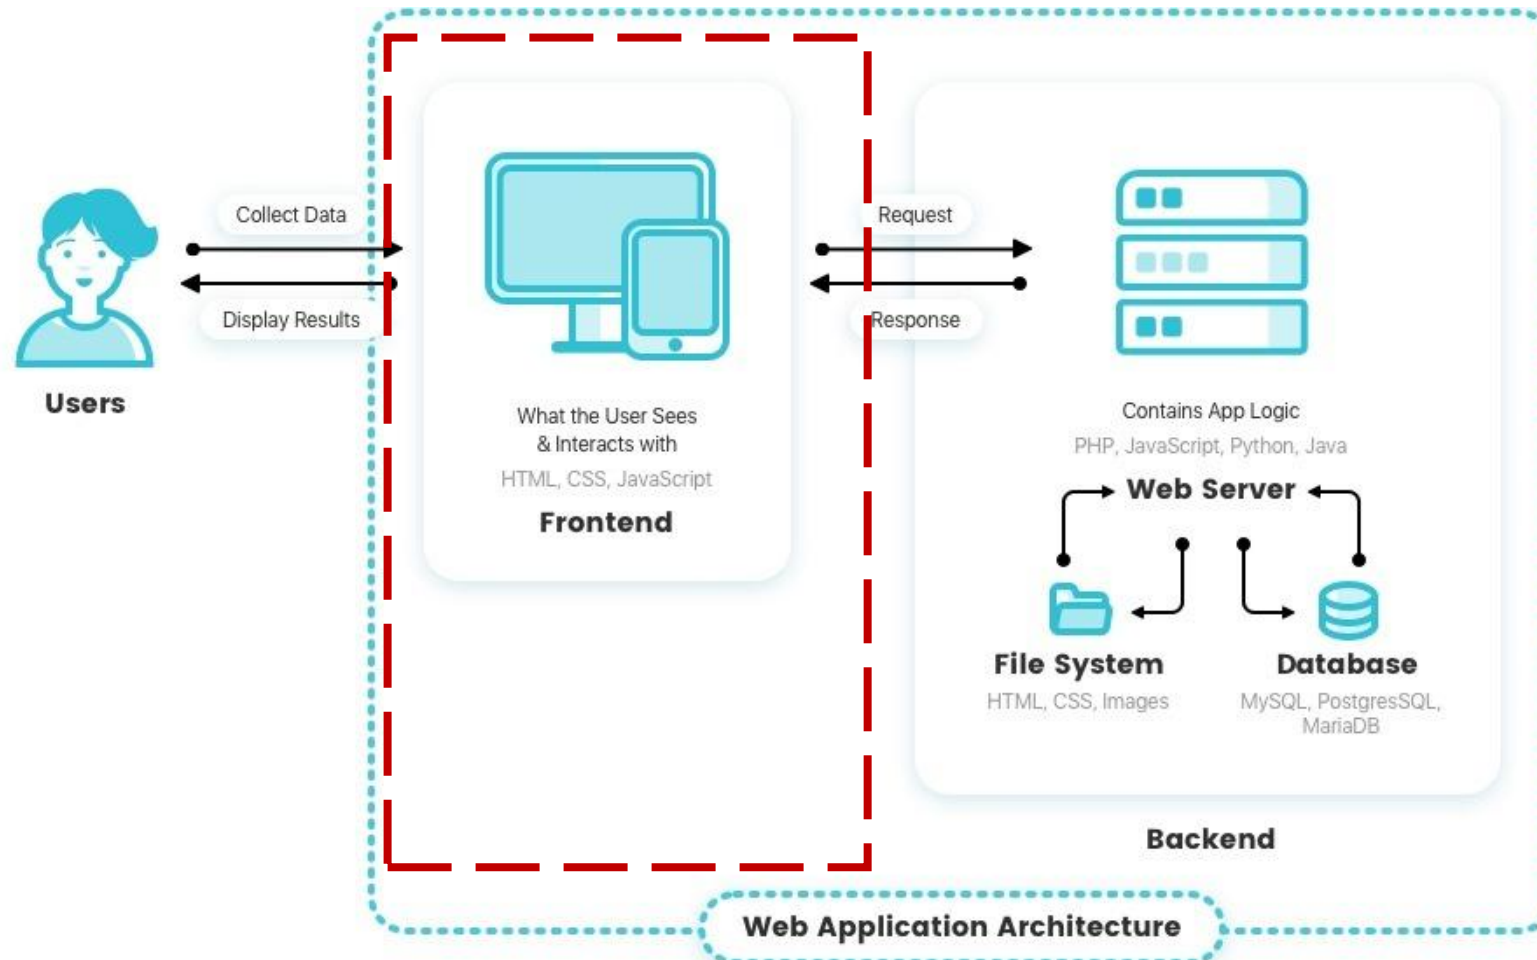 Collect Data
Display Results
Users
What the User Sees
& Interacts with
HTML, CSS, JavaScript
Frontend
Request
Response
Contains App Logic
PHP, JavaScript, Python, Java
Web Server
File System
HTML, CSS, Images
Database
MySQL, PostgresSQL,
MariaDB
Backend
Web Application Architecture